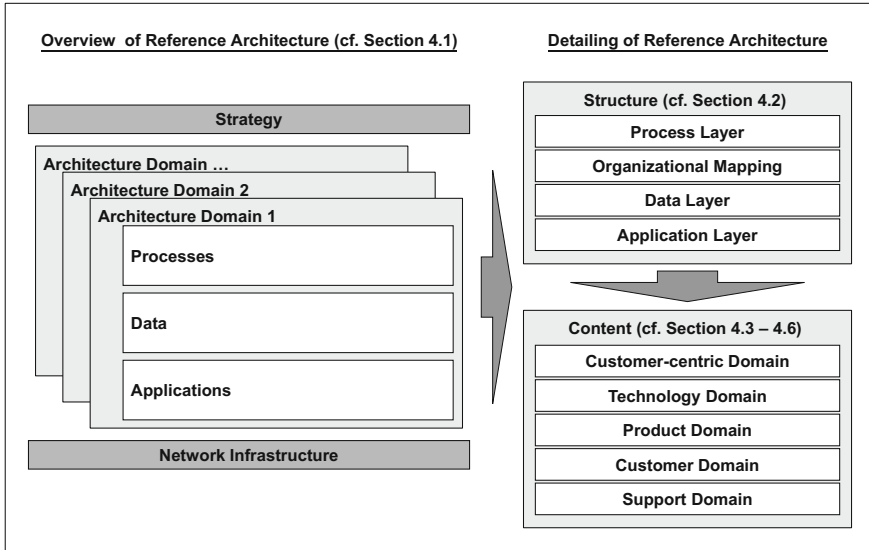 Overview of Reference Architecture (cf. Section 4.1)
Strategy
Architecture Domain ...
Architecture Domain 2
Architecture Domain 1
Processes
Data
Applications
Network Infrastructure
Detailing of Reference Architecture
Structure (cf. Section 4.2)
Process Layer
Organizational Mapping
Data Layer
Application Layer
Content (cf. Section 4.3 – 4.6)
Customer-centric Domain
Technology Domain
Product Domain
Customer Domain
Support Domain